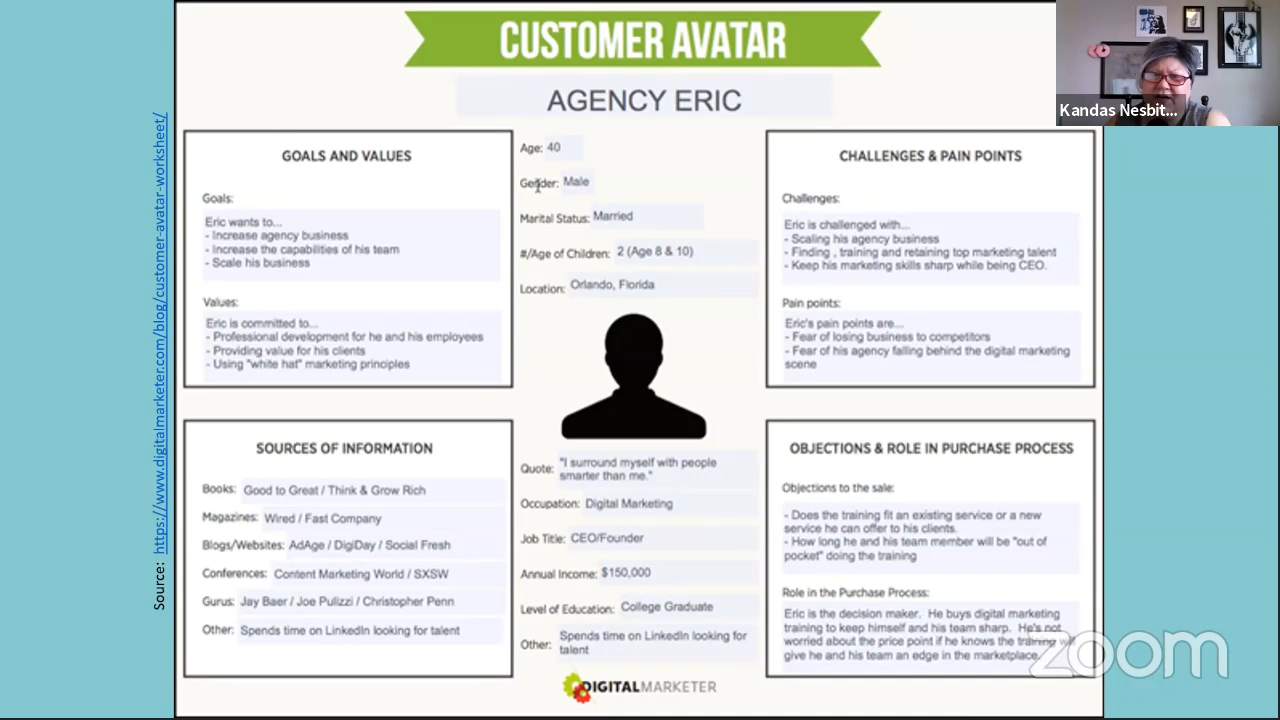 CUSTOMER AVATAR
AGENCY ERIC
Kandas Nesbit...
Source: https://www.digitalmarketer.com/blog/customer-avatar-worksheet/
GOALS AND VALUES
Goals:
Eric wants to...
- Increase agency business
- Increase the capabilities of his team
- Scale his business
Values:
Eric is committed to...
- Professional development for he and his employees
- Providing value for his clients
- Using "white hat" marketing principles
Age: 40
Gender: Male
Marital Status: Married
#/Age of Children: 2 (Age 8 & 10)
Location: Orlando, Florida
CHALLENGES & PAIN POINTS
Challenges:
Eric is challenged with...
- Scaling his agency business
- Finding , training and retaining top marketing talent
- Keep his marketing skills sharp while being CEO.
Pain points:
Eric's pain points are...
- Fear of losing business to competitors
- Fear of his agency falling behind the digital marketing
scene
SOURCES OF INFORMATION
Books: Good to Great / Think & Grow Rich
Magazines: Wired / Fast Company
Blogs/Websites: AdAge / DigiDay / Social Fresh
Conferences: Content Marketing World / SXSW
Gurus: Jay Baer / Joe Pulizzi / Christopher Penn
Other: Spends time on LinkedIn looking for talent
Quote: "I surround myself with people
smarter than me."
Occupation: Digital Marketing
Job Title: CEO/Founder
Annual Income: $150,000
Level of Education: College Graduate
Other: Spends time on LinkedIn looking for
talent
DIGITALMARKETER
OBJECTIONS & ROLE IN PURCHASE PROCESS
Objections to the sale:
- Does the training fit an existing service or a new
service he can offer to his clients.
- How long he and his team member will be "out of
pocket" doing the training
Role in the Purchase Process:
Eric is the decision maker. He buys digital marketing
training to keep himself and his team sharp. He's not
worried about the price point if he knows the training will
give he and his team an edge in the marketplace.
zoom